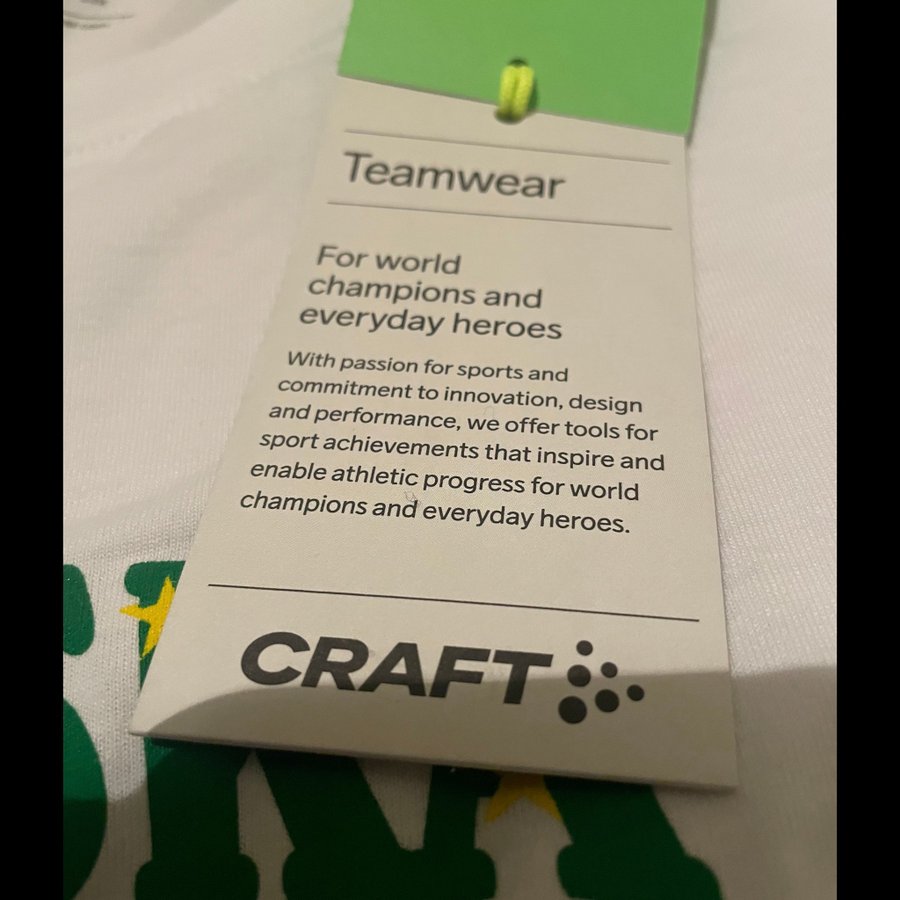 Teamwear
For world
champions and
everyday heroes
With passion for sports and
commitment to innovation, design
and performance, we offer tools for
sport achievements that inspire and
enable athletic progress for world
champions and everyday heroes.
CRAFT